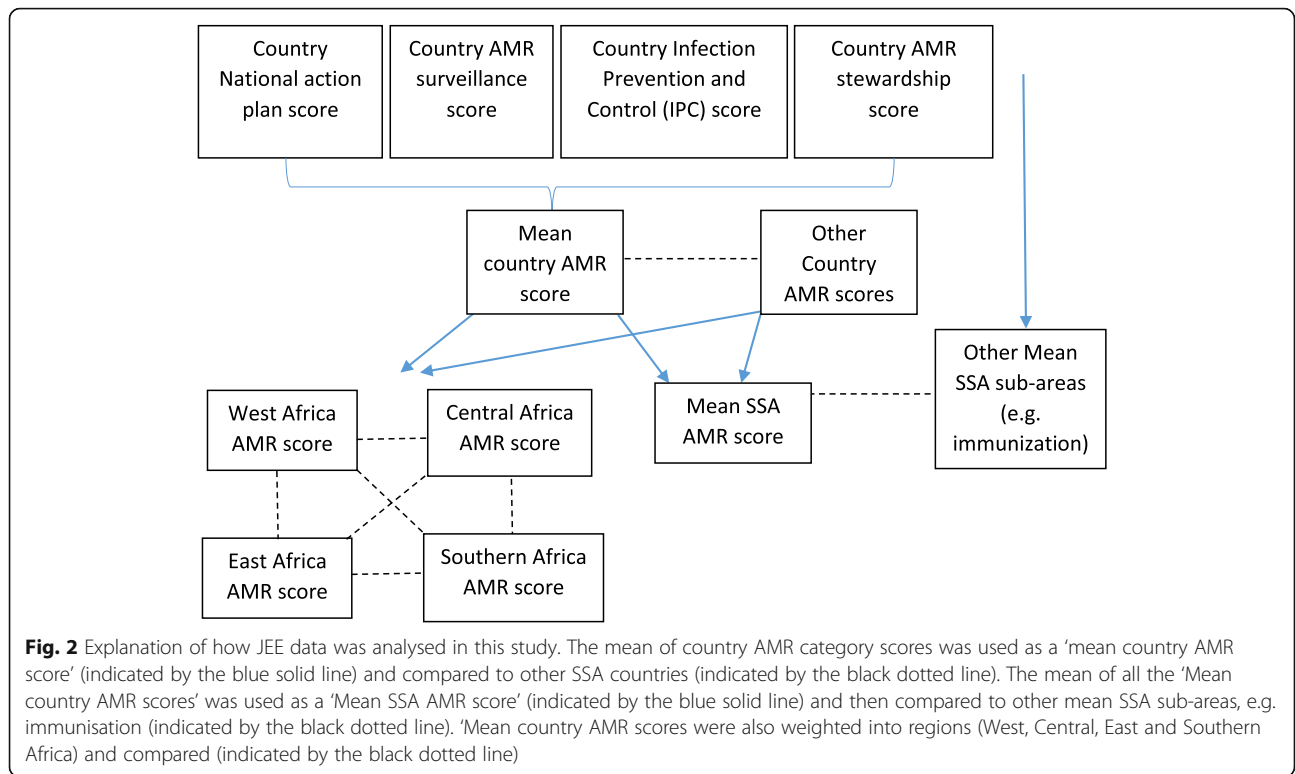 Country
National action
plan score
Country AMR
surveillance
score
Country Infection
Prevention and
Control (IPC) score
Country AMR
stewardship
score
Mean
country AMR
score
Other
Country
AMR scores
West Africa
AMR score
Central Africa
AMR score
Mean SSA
AMR score
Other Mean
SSA sub-areas
(e.g.
immunization)
East Africa
AMR score
Southern Africa
AMR score
Fig. 2 Explanation of how JEE data was analysed in this study. The mean of country AMR category scores was used as a ‘mean country AMR
score’ (indicated by the blue solid line) and compared to other SSA countries (indicated by the black dotted line). The mean of all the ‘Mean
country AMR scores’ was used as a ‘Mean SSA AMR score’ (indicated by the blue solid line) and then compared to other mean SSA sub-areas, e.g.
immunisation (indicated by the black dotted line). ‘Mean country AMR scores were also weighted into regions (West, Central, East and Southern
Africa) and compared (indicated by the black dotted line)